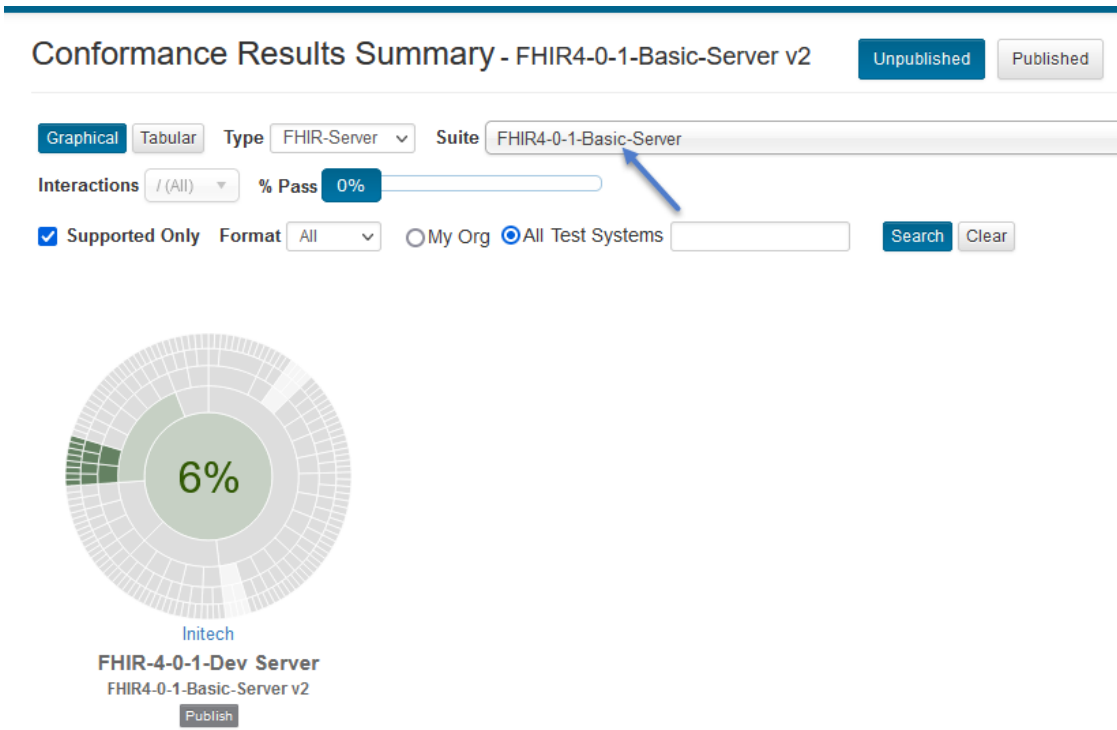 Conformance Results Summary - FHIR4-0-1-Basic-Server v2 Unpublished Published
Graphical Tabular Type FHIR-Server Suite FHIR4-0-1-Basic-Server
Interactions / (All) % Pass 0%
Supported Only Format All My Org All Test Systems Search Clear
6%
Initech
FHIR-4-0-1-Dev Server
FHIR4-0-1-Basic-Server v2
Publish